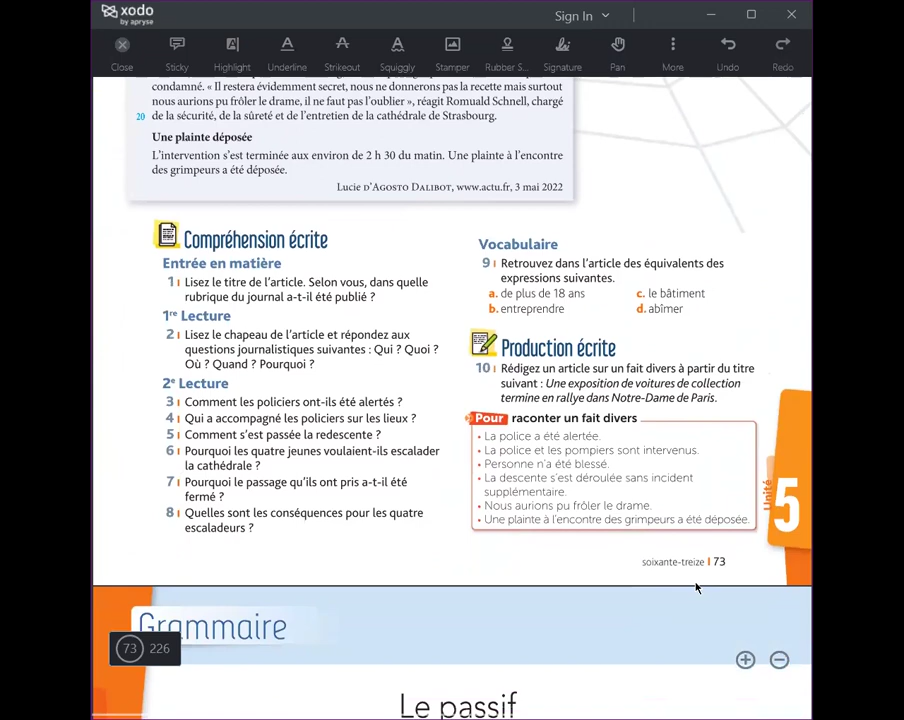 xodo
by apryse
Sign In
Close
Sticky
Highlight
Underline
Strikeout
Squiggly
Stamper
Rubber S...
Signature
Pan
More
Undo
Redo
condamné. « Il restera évidemment secret, nous ne donnerons pas la recette mais surtout
nous aurions pu frôler le drame, il ne faut pas l'oublier », réagit Romuald Schnell, chargé
20 de la sécurité, de la sûreté et de l'entretien de la cathédrale de Strasbourg.
Une plainte déposée
L'intervention s'est terminée aux environ de 2 h 30 du matin. Une plainte à l'encontre
des grimpeurs a été déposée.
Lucie D'AGOSTO DALIBOT, www.actu.fr, 3 mai 2022
Compréhension écrite
Entrée en matière
1 Lisez le titre de l'article. Selon vous, dans quelle
rubrique du journal a-t-il été publié ?
1re Lecture
2 Lisez le chapeau de l'article et répondez aux
questions journalistiques suivantes : Qui ? Quoi ?
Où ? Quand ? Pourquoi ?
2e Lecture
3 Comment les policiers ont-ils été alertés ?
4 Qui a accompagné les policiers sur les lieux ?
5 Comment s'est passée la redescente ?
6 Pourquoi les quatre jeunes voulaient-ils escalader
la cathédrale ?
7 Pourquoi le passage qu'ils ont pris a-t-il été
fermé ?
8 Quelles sont les conséquences pour les quatre
escaladeurs ?
Vocabulaire
9 Retrouvez dans l'article des équivalents des
expressions suivantes.
a. de plus de 18 ans c. le bâtiment
b. entreprendre d. abîmer
Production écrite
10 Rédigez un article sur un fait divers à partir du titre
suivant : Une exposition de voitures de collection
termine en rallye dans Notre-Dame de Paris.
Pour raconter un fait divers
• La police a été alertée.
• La police et les pompiers sont intervenus.
• Personne n'a été blessé.
• La descente s'est déroulée sans incident
supplémentaire.
• Nous aurions pu frôler le drame.
• Une plainte à l'encontre des grimpeurs a été déposée.
Unité
5
soixante-treize 73
Grammaire
73 226
Le passif